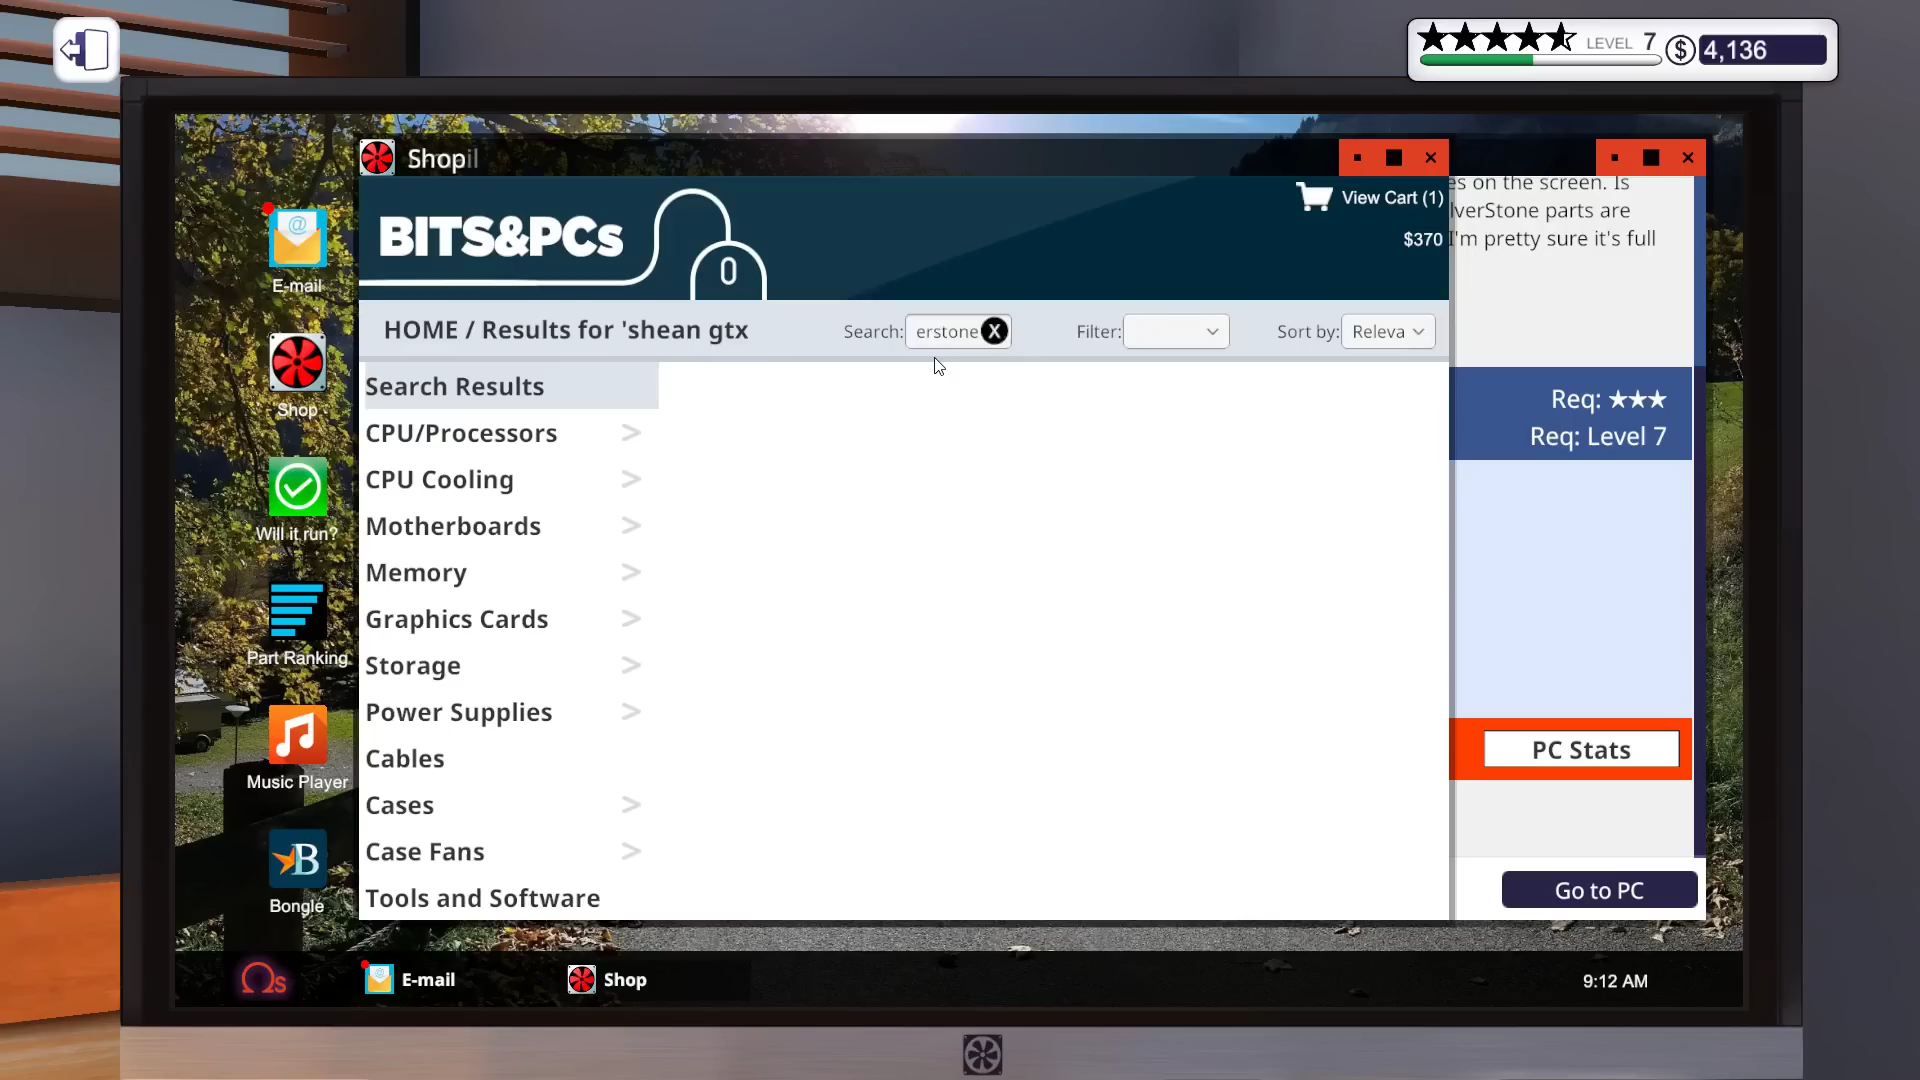 LEVEL 7
$ 4,136
Shop
es on the screen. Is
lverStone parts are
I'm pretty sure it's full
View Cart (1)
$370
BITS&PCs
HOME / Results for 'shean gtx
Search: erstone X
Filter:
Sort by: Releva
Search Results
CPU/Processors >
CPU Cooling >
Motherboards >
Memory >
Graphics Cards >
Storage >
Power Supplies >
Cables
Cases >
Case Fans >
Tools and Software
Req: ★★★
Req: Level 7
PC Stats
Go to PC
E-mail
Shop
Will it run?
Part Ranking
Music Player
B
Bongle
Ωs
E-mail
Shop
9:12 AM